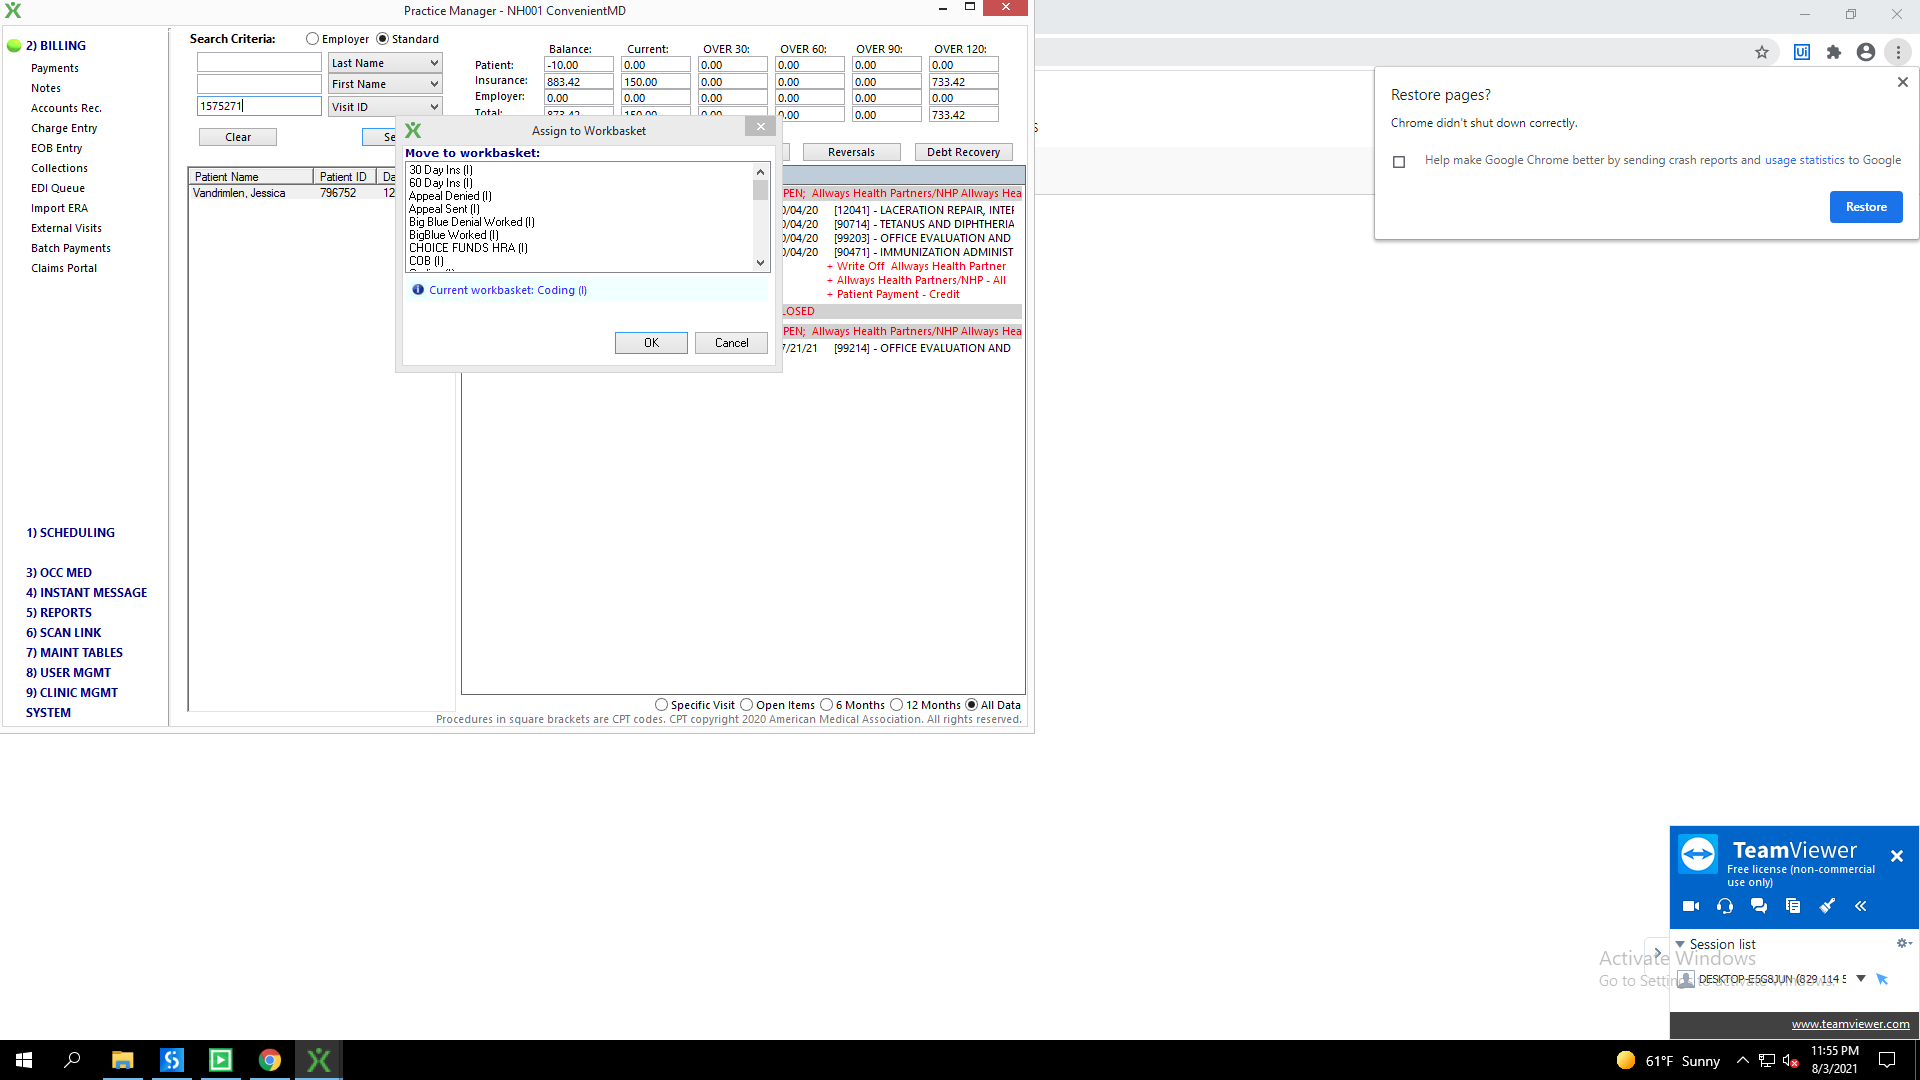 Practice Manager - NH001 ConvenientMD
2) BILLING
Payments
Notes
Accounts Rec.
Charge Entry
EOB Entry
Collections
EDI Queue
Import ERA
External Visits
Batch Payments
Claims Portal
1) SCHEDULING
3) OCC MED
4) INSTANT MESSAGE
5) REPORTS
6) SCAN LINK
7) MAINT TABLES
8) USER MGMT
9) CLINIC MGMT
SYSTEM
Search Criteria: Employer Standard
Last Name
First Name
1575271 Visit ID
Clear Se
Patient Name Patient ID Da
Vandrimlen, Jessica 796752 12
Balance: Current: OVER 30: OVER 60: OVER 90: OVER 120:
Patient: -10.00 0.00 0.00 0.00 0.00 0.00
Insurance: 883.42 150.00 0.00 0.00 0.00 733.42
Employer: 0.00 0.00 0.00 0.00 0.00 0.00
Total: 873.42 150.00 0.00 0.00 0.00 733.42
Reversals Debt Recovery
Assign to Workbasket
Move to workbasket:
30 Day Ins (I)
60 Day Ins (I)
Appeal Denied (I)
Appeal Sent (I)
Big Blue Denial Worked (I)
BigBlue Worked (I)
CHOICE FUNDS HRA (I)
COB (I)
Current workbasket: Coding (I)
OK Cancel
PEN; Allways Health Partners/NHP Allways Hea
0/04/20 [12041] - LACERATION REPAIR, INTER
0/04/20 [90714] - TETANUS AND DIPHTHERIA
0/04/20 [99203] - OFFICE EVALUATION AND
0/04/20 [90471] - IMMUNIZATION ADMINIST
+ Write Off Allways Health Partner
+ Allways Health Partners/NHP - All
+ Patient Payment - Credit
LOSED
PEN; Allways Health Partners/NHP Allways Hea
7/21/21 [99214] - OFFICE EVALUATION AND
Specific Visit Open Items 6 Months 12 Months All Data
Procedures in square brackets are CPT codes. CPT copyright 2020 American Medical Association. All rights reserved.
Ui
S
Restore pages?
Chrome didn't shut down correctly.
Help make Google Chrome better by sending crash reports and usage statistics to Google
Restore
TeamViewer
Free license (non-commercial
use only)
Session list
DESKTOP-E5G8JUN (829 114 5
Activate Windows
Go to Settings to activate Windows.
www.teamviewer.com
61°F Sunny
11:55 PM
8/3/2021